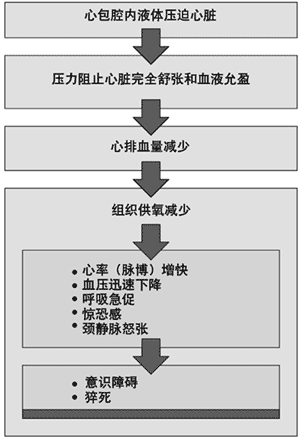 心包腔内液体压迫心脏
压力阻止心脏完全舒张和血液允盈
心排血量减少
组织供氧减少
心率（脉博）增快
血压迅速下降
呼吸急促
惊恐感
颈静脉怒张
意识障碍
猝死